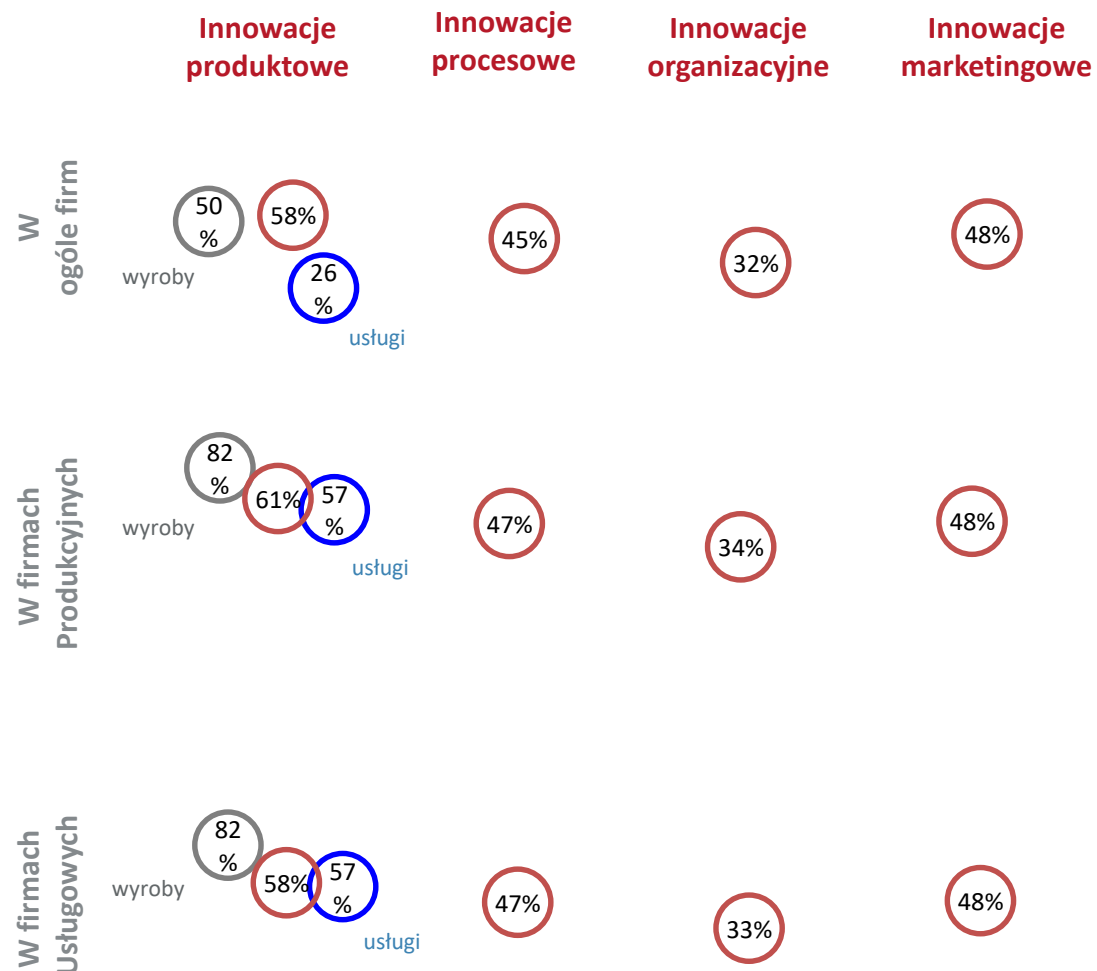 Innowacje
produktowe
Innowacje
procesowe
Innowacje
organizacyjne
Innowacje
marketingowe
W
ogóle firm
50
%
58%
26
%
wyroby
usługi
45%
32%
48%
W firmach
Produkcyjnych
82
%
61%
57
%
wyroby
usługi
47%
34%
48%
W firmach
Usługowych
82
%
58%
57
%
wyroby
usługi
47%
33%
48%